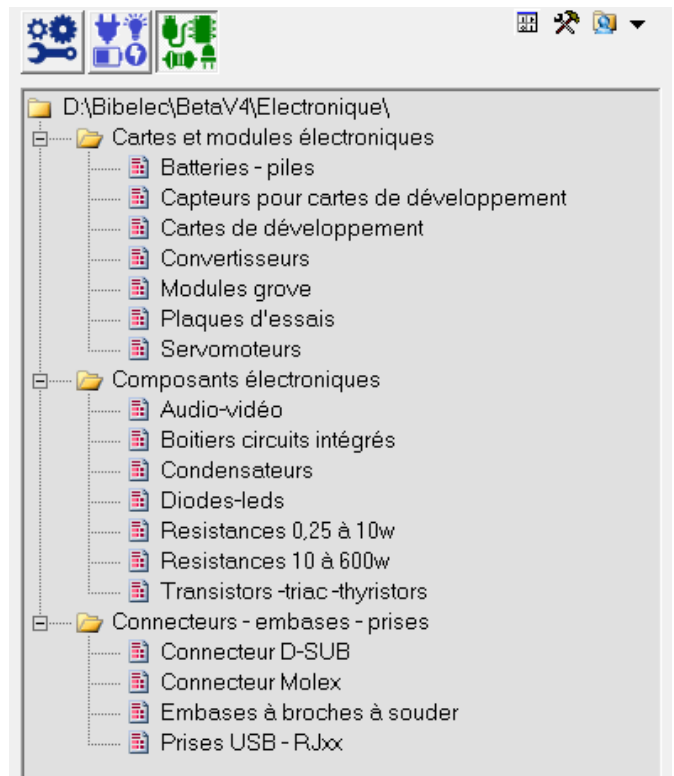 D:\Bibelec\BetaV4\Electronique\
Cartes et modules électroniques
Batteries - piles
Capteurs pour cartes de développement
Cartes de développement
Convertisseurs
Modules grove
Plaques d'essais
Servomoteurs
Composants électroniques
Audio-vidéo
Boitiers circuits intégrés
Condensateurs
Diodes-leds
Resistances 0,25 à 10w
Resistances 10 à 600w
Transistors -triac -thyristors
Connecteurs - embases - prises
Connecteur D-SUB
Connecteur Molex
Embases à broches à souder
Prises USB - RJxx